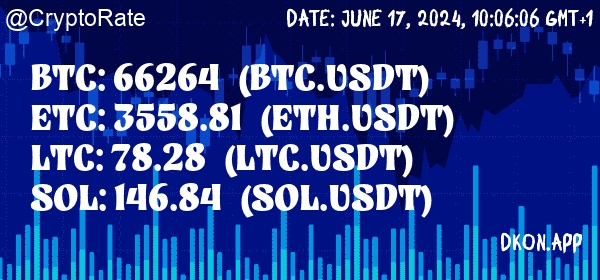 @CryptoRate
DATE: JUNE 17, 2024, 10:06:06 GMT+1
BTC: 66264 (BTC.USDT)
ETC: 3558.81 (ETH.USDT)
LTC: 78.28 (LTC.USDT)
SOL: 146.84 (SOL.USDT)
DKON.APP